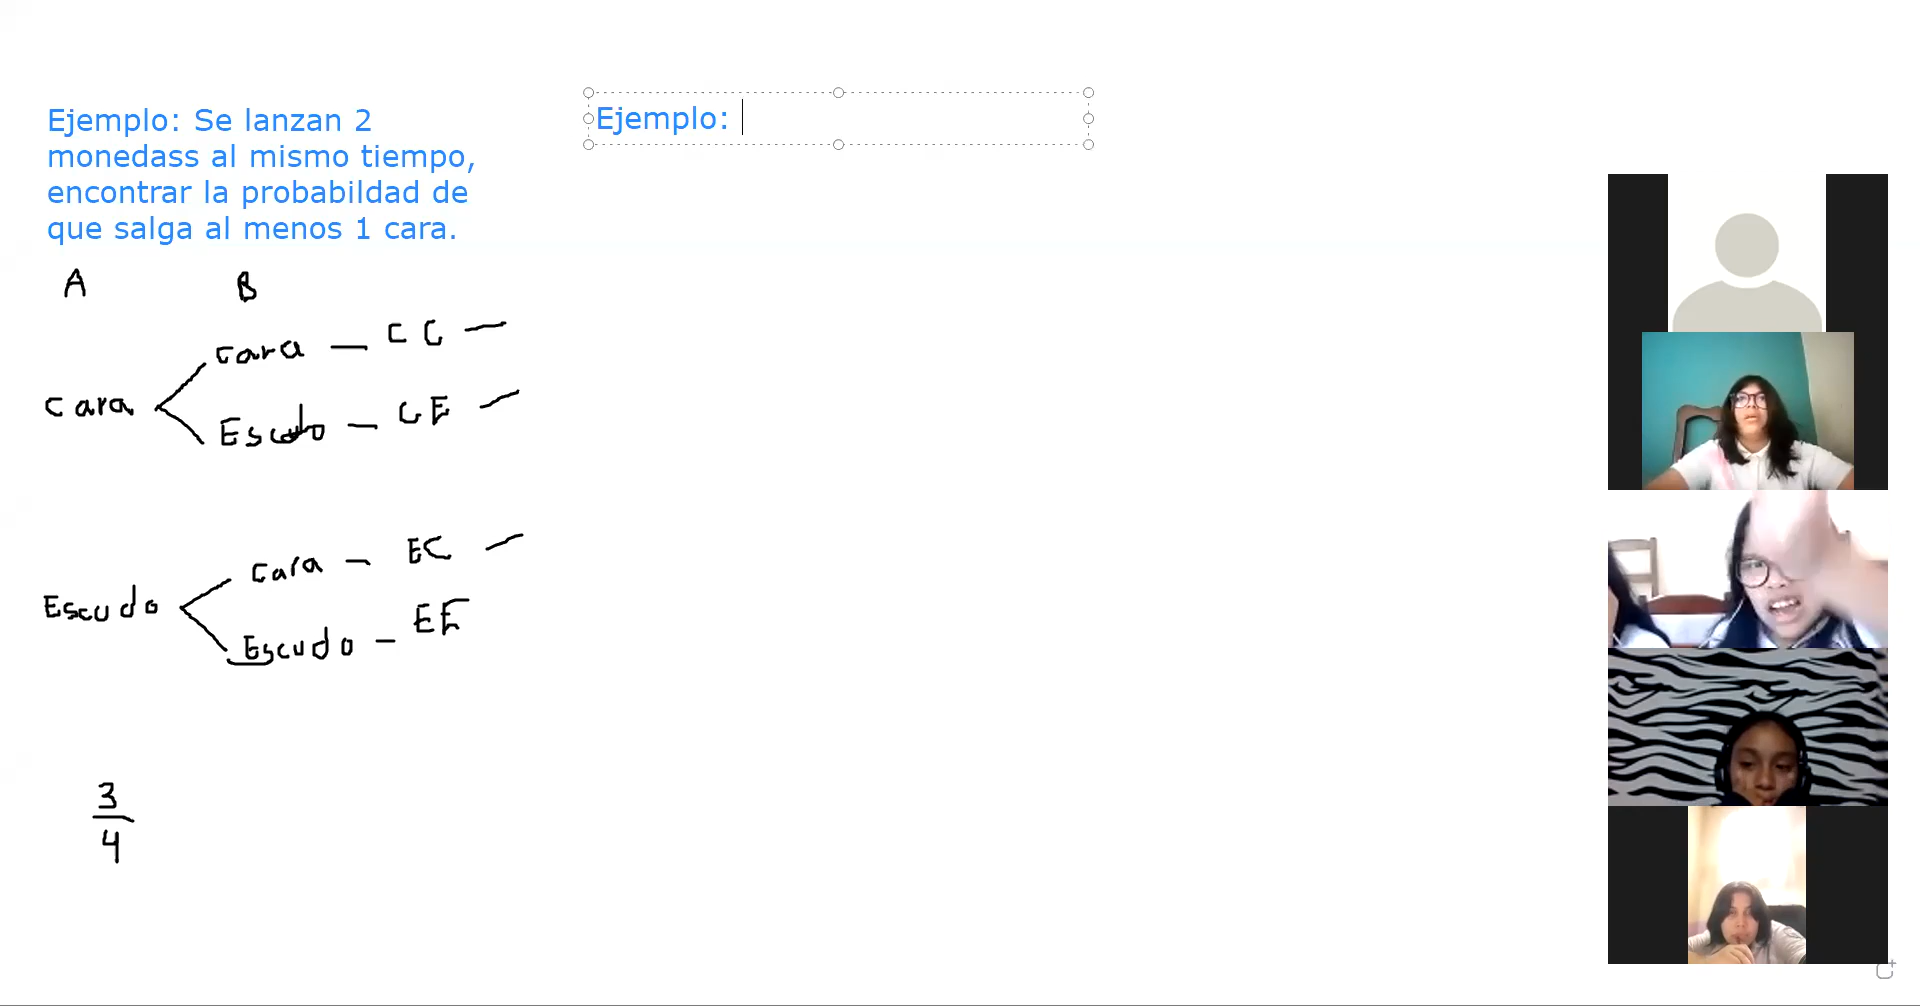 Ejemplo: Se lanzan 2
monedass al mismo tiempo,
encontrar la probabildad de
que salga al menos 1 cara.
A B
cara — CC —
cara
Escudo — CE —
cara — EC —
Escudo
Escudo — EE
3
4
Ejemplo: